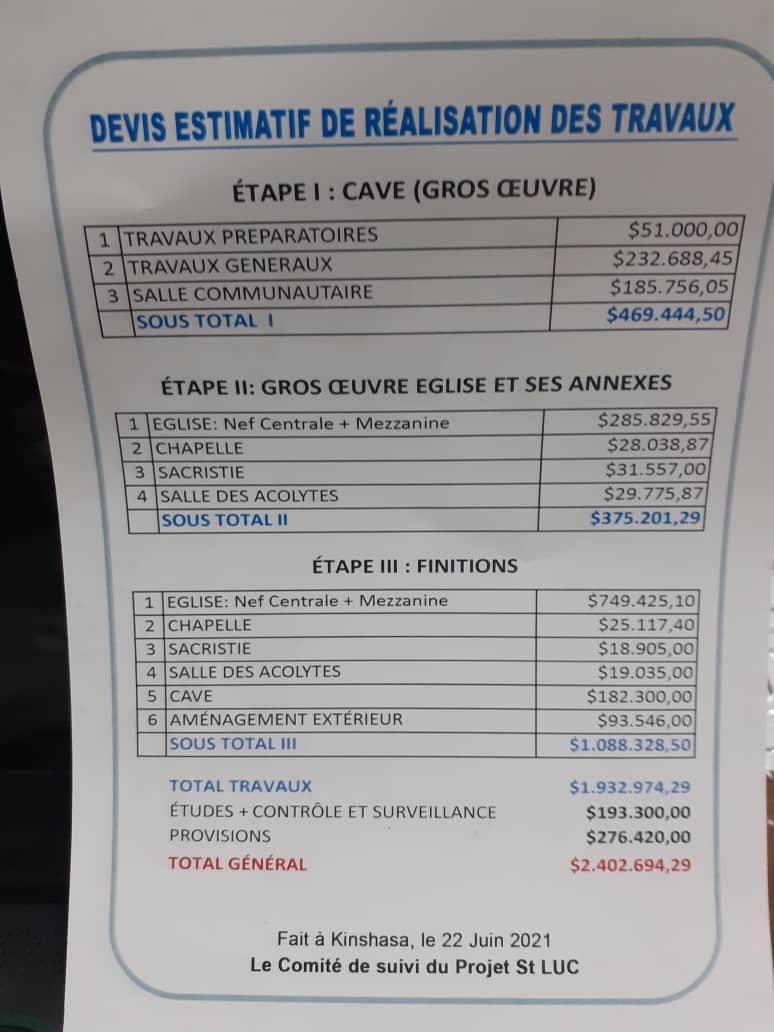 DEVIS ESTIMATIF DE RÉALISATION DES TRAVAUX
ÉTAPE I : CAVE (GROS ŒUVRE)
1 TRAVAUX PREPARATOIRES $51.000,00
2 TRAVAUX GENERAUX $232.688,45
3 SALLE COMMUNAUTAIRE $185.756,05
SOUS TOTAL I $469.444,50
ÉTAPE II: GROS ŒUVRE EGLISE ET SES ANNEXES
1 EGLISE: Nef Centrale + Mezzanine $285.829,55
2 CHAPELLE $28.038,87
3 SACRISTIE $31.557,00
4 SALLE DES ACOLYTES $29.775,87
SOUS TOTAL II $375.201,29
ÉTAPE III : FINITIONS
1 EGLISE: Nef Centrale + Mezzanine $749.425,10
2 CHAPELLE $25.117,40
3 SACRISTIE $18.905,00
4 SALLE DES ACOLYTES $19.035,00
5 CAVE $182.300,00
6 AMÉNAGEMENT EXTÉRIEUR $93.546,00
SOUS TOTAL III $1.088.328,50
TOTAL TRAVAUX $1.932.974,29
ÉTUDES + CONTRÔLE ET SURVEILLANCE $193.300,00
PROVISIONS $276.420,00
TOTAL GÉNÉRAL $2.402.694,29
Fait à Kinshasa, le 22 Juin 2021
Le Comité de suivi du Projet St LUC